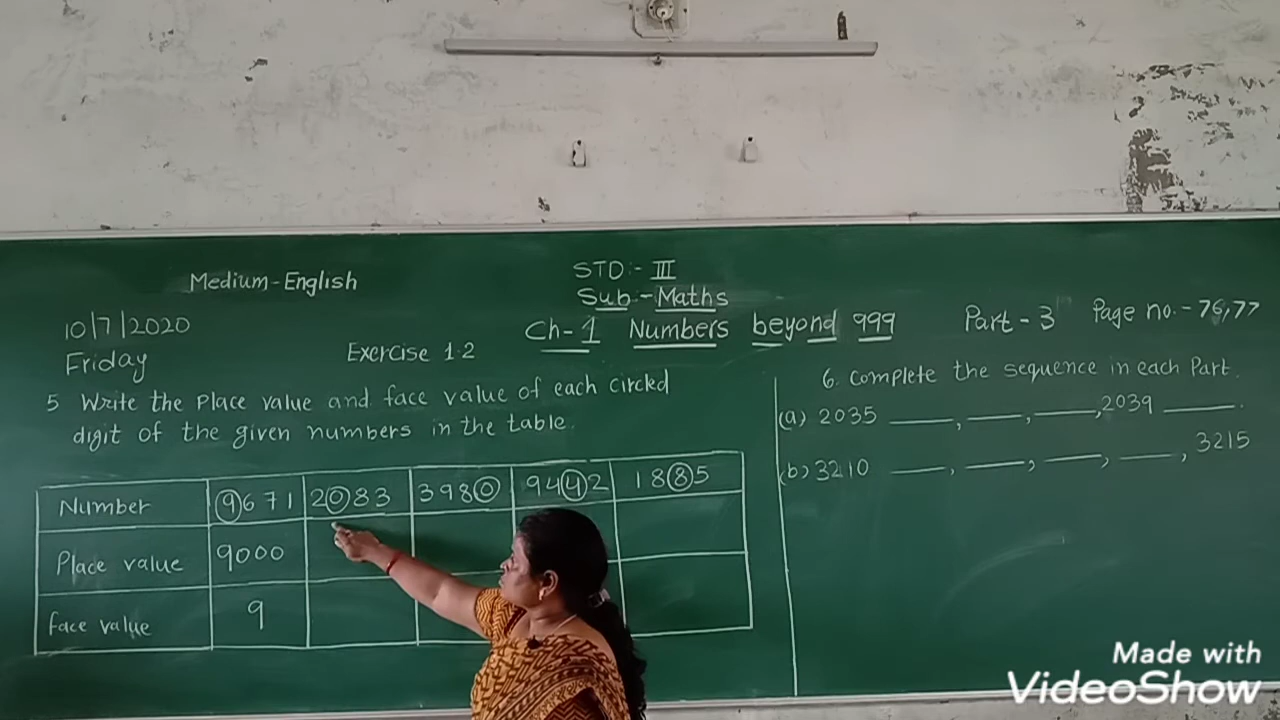 Medium-English
STD:- III
Sub-Maths
10/7/2020
Friday
Ch-1 Numbers beyond 999
Part-3
Page no.-76,77
Exercise 1.2
5 Write the Place value and face value of each circled
digit of the given numbers in the table.
Number 9671 2083 3980 9442 1885
Place value 9000
face value 9
6. Complete the sequence in each Part.
(a) 2035 ____, ____, ____, 2039 ____.
(b) 3210 ____, ____, ____, ____, 3215
Made with
VideoShow